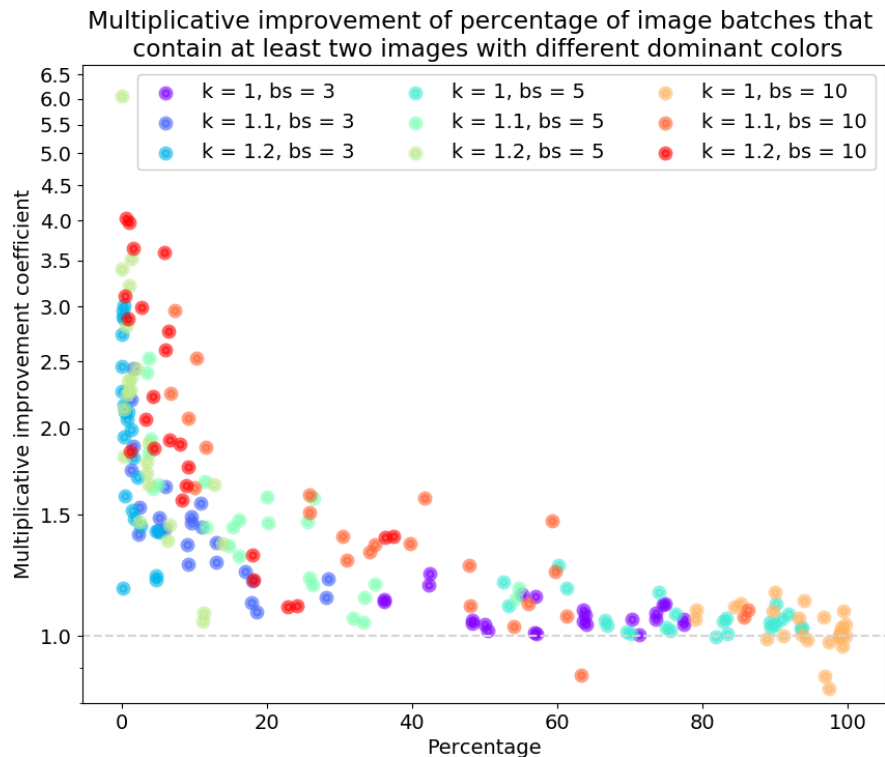 Multiplicative improvement of percentage of image batches that
contain at least two images with different dominant colors
k = 1, bs = 3
k = 1.1, bs = 3
k = 1.2, bs = 3
k = 1, bs = 5
k = 1.1, bs = 5
k = 1.2, bs = 5
k = 1, bs = 10
k = 1.1, bs = 10
k = 1.2, bs = 10
Multiplicative improvement coefficient
6.5
6.0
5.5
5.0
4.5
4.0
3.5
3.0
2.5
2.0
1.5
1.0
0
20
40
60
80
100
Percentage